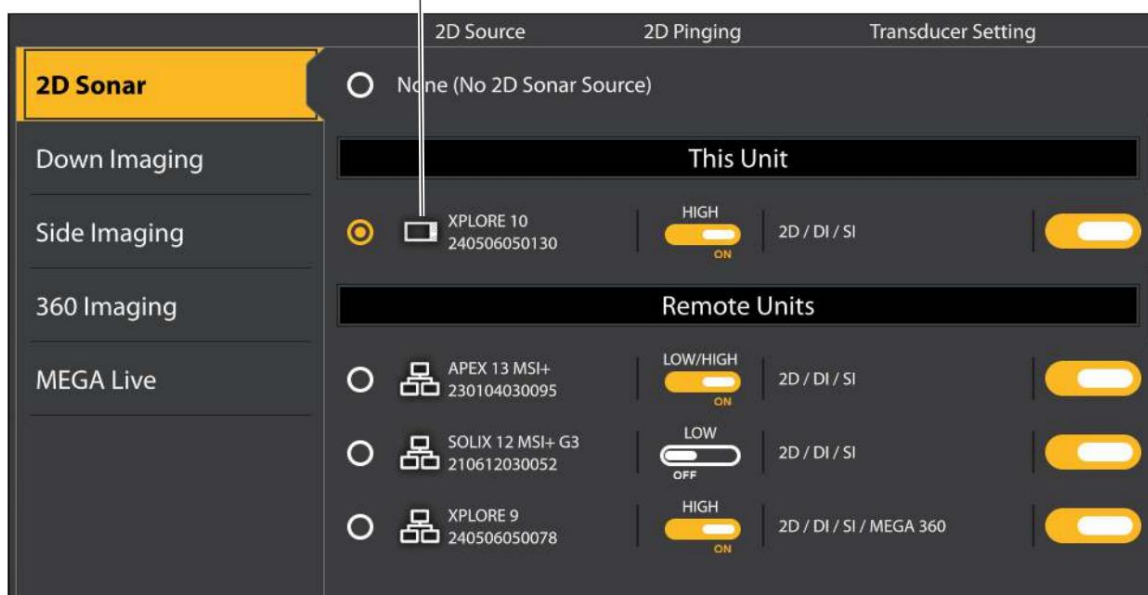 2D Source 2D Pinging Transducer Setting
2D Sonar
None (No 2D Sonar Source)
Down Imaging
This Unit
Side Imaging
XPLORE 10
240506050130
HIGH
ON
2D / DI / SI
360 Imaging
Remote Units
MEGA Live
APEX 13 MSI+
230104030095
LOW/HIGH
ON
2D / DI / SI
SOLIX 12 MSI+ G3
210612030052
LOW
OFF
2D / DI / SI
XPLORE 9
240506050078
HIGH
ON
2D / DI / SI / MEGA 360